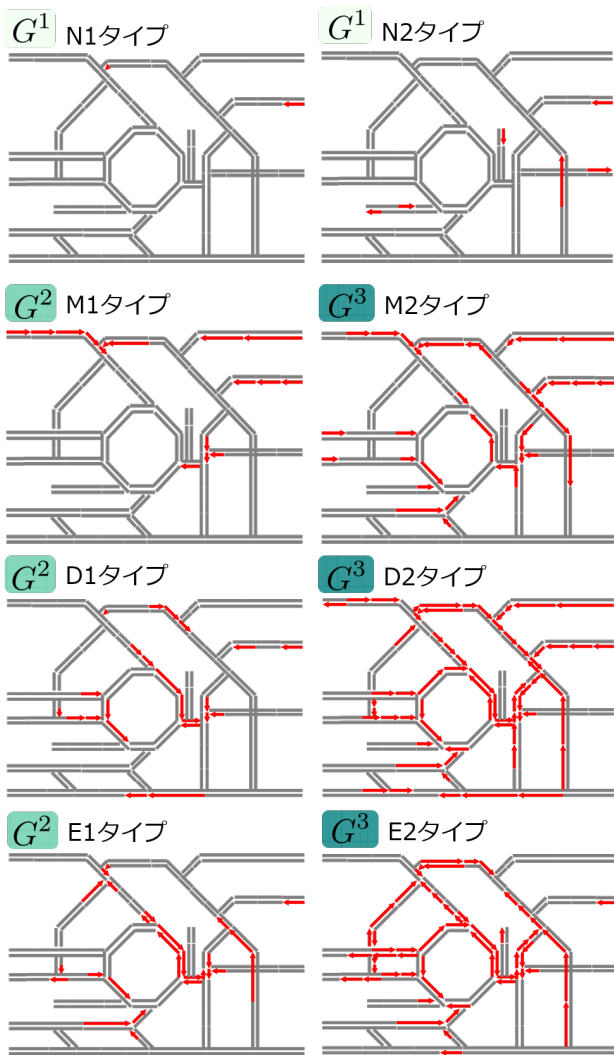 G¹ N1タイプ
G¹ N2タイプ
G² M1タイプ
G³ M2タイプ
G² D1タイプ
G³ D2タイプ
G² E1タイプ
G³ E2タイプ